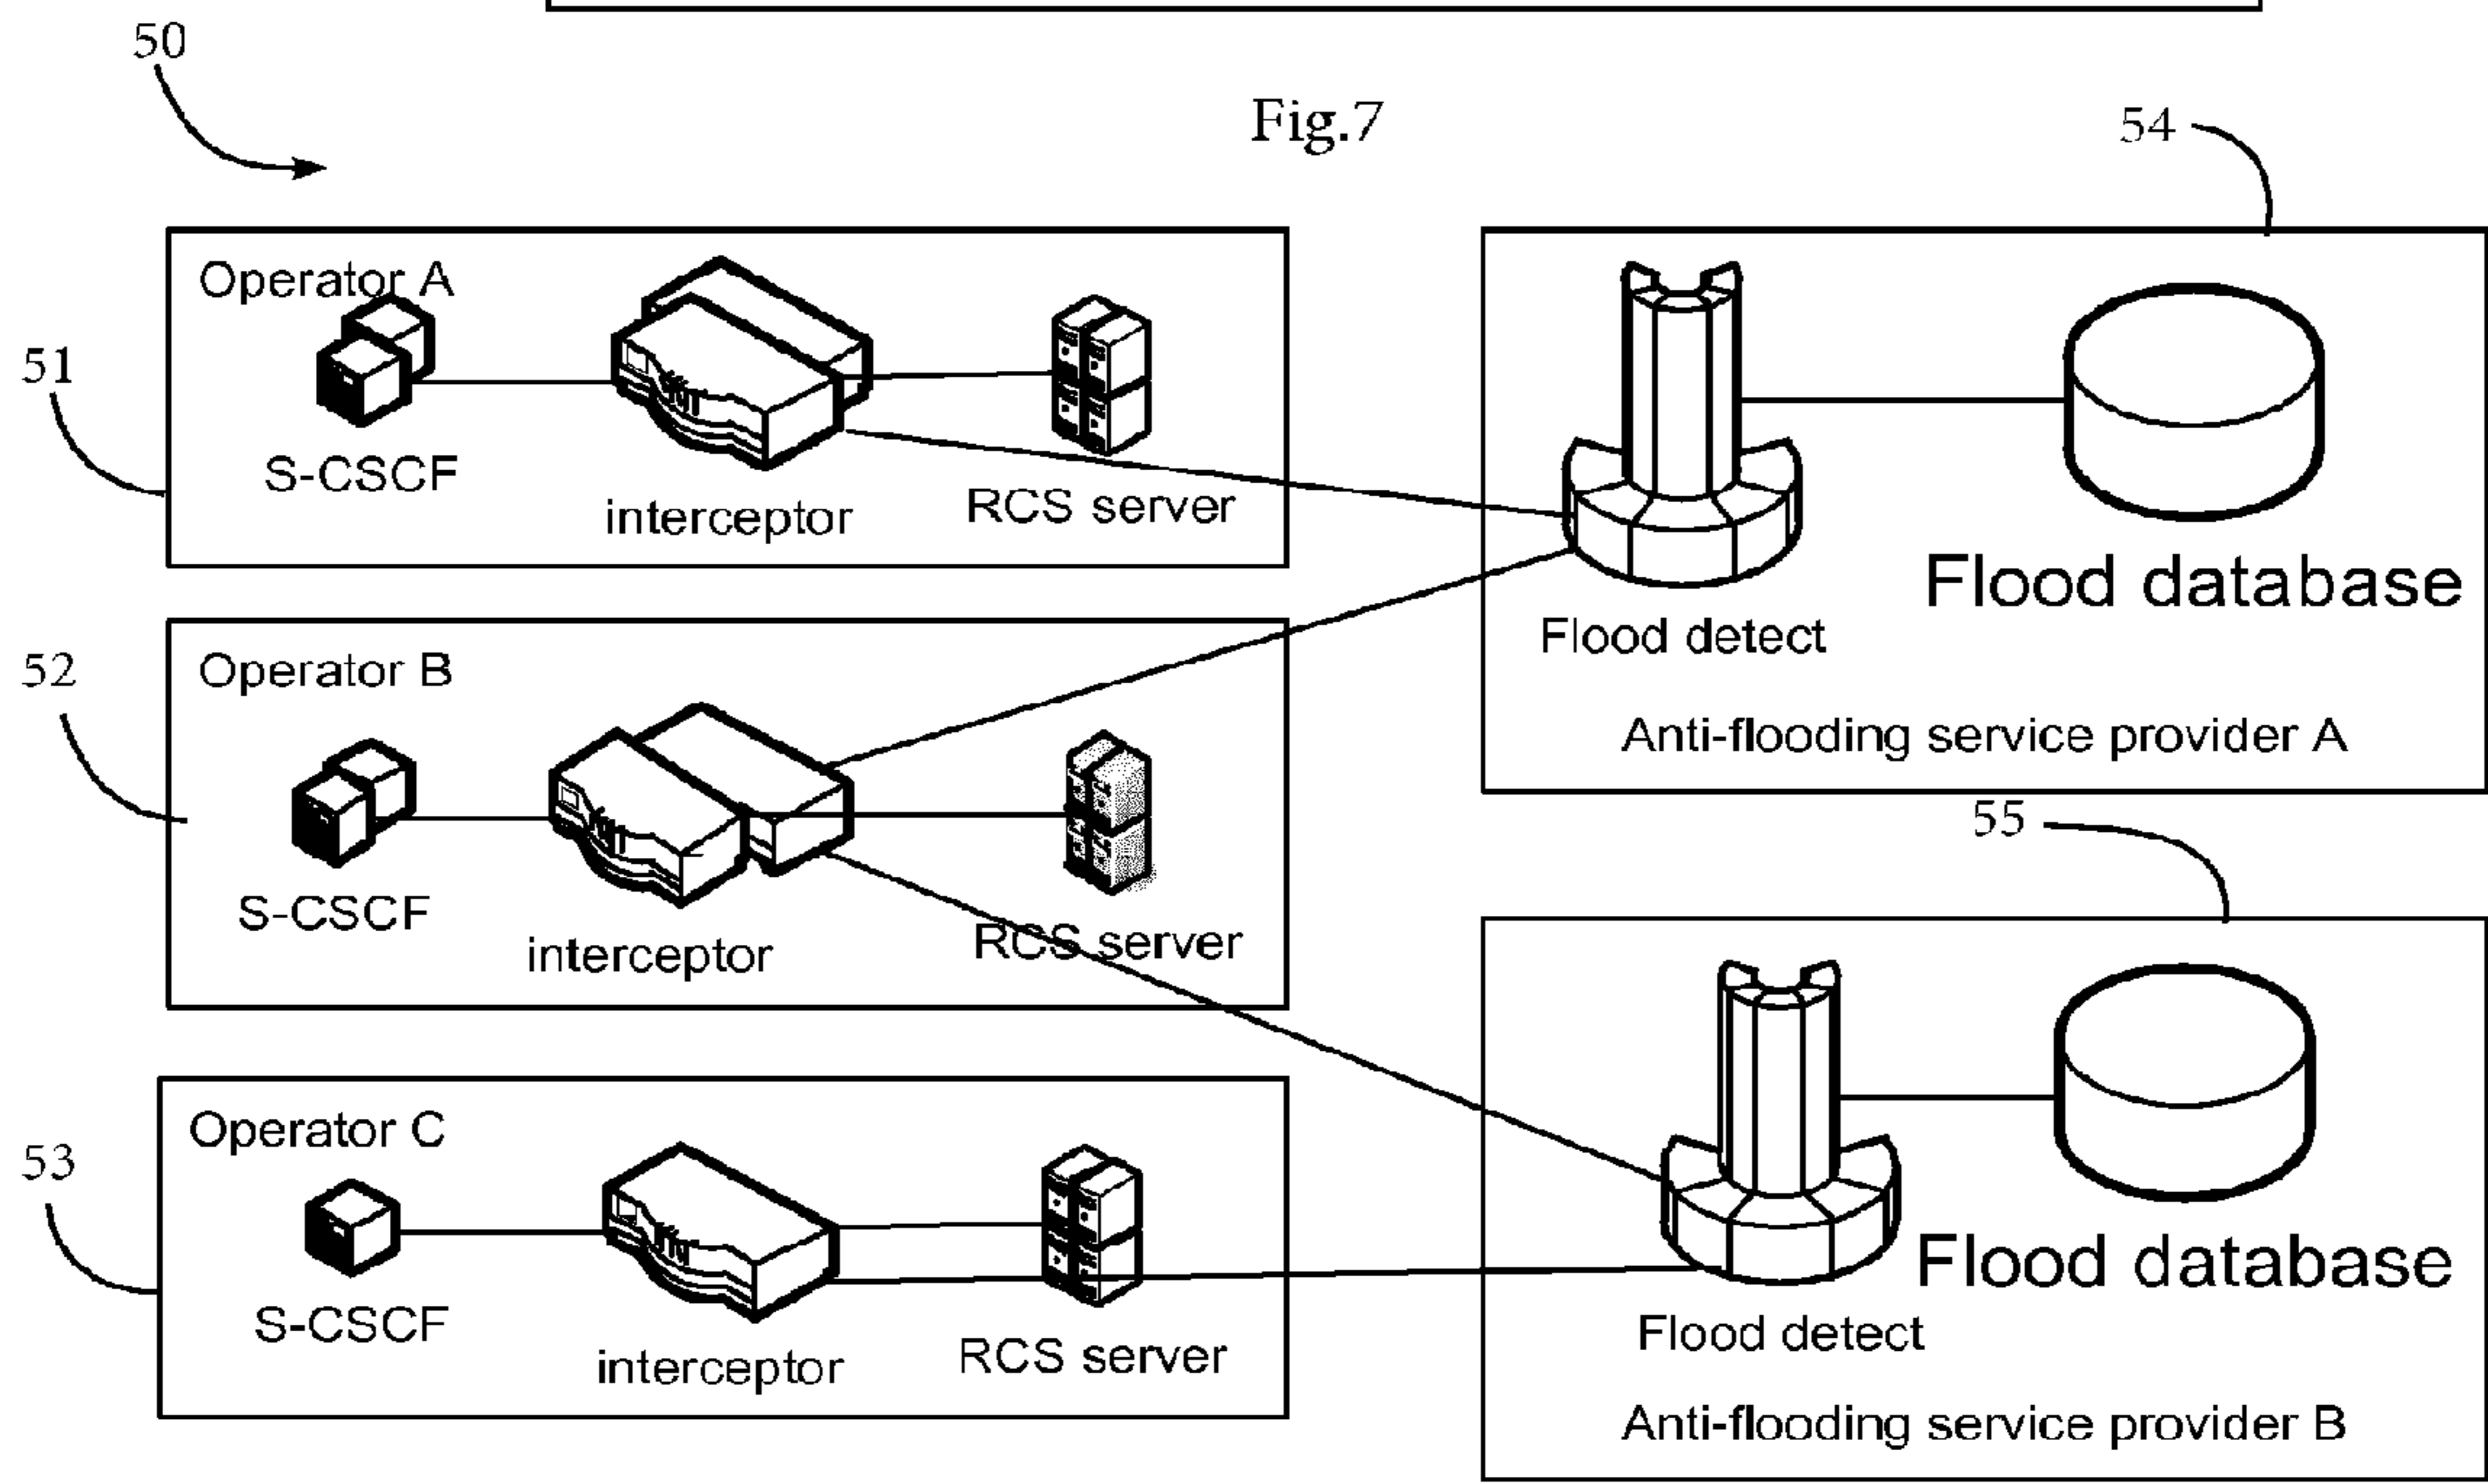 50
Fig.7
54
Operator A
51
S-CSCF
interceptor
RCS server
Flood database
Flood detect
Anti-flooding service provider A
52
Operator B
S-CSCF
interceptor
RCS server
55
53
Operator C
S-CSCF
interceptor
RCS server
Flood database
Flood detect
Anti-flooding service provider B